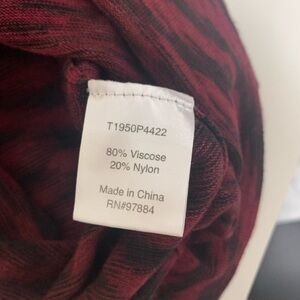 T1950P4422
80% Viscose
20% Nylon
Made in China
RN#97884